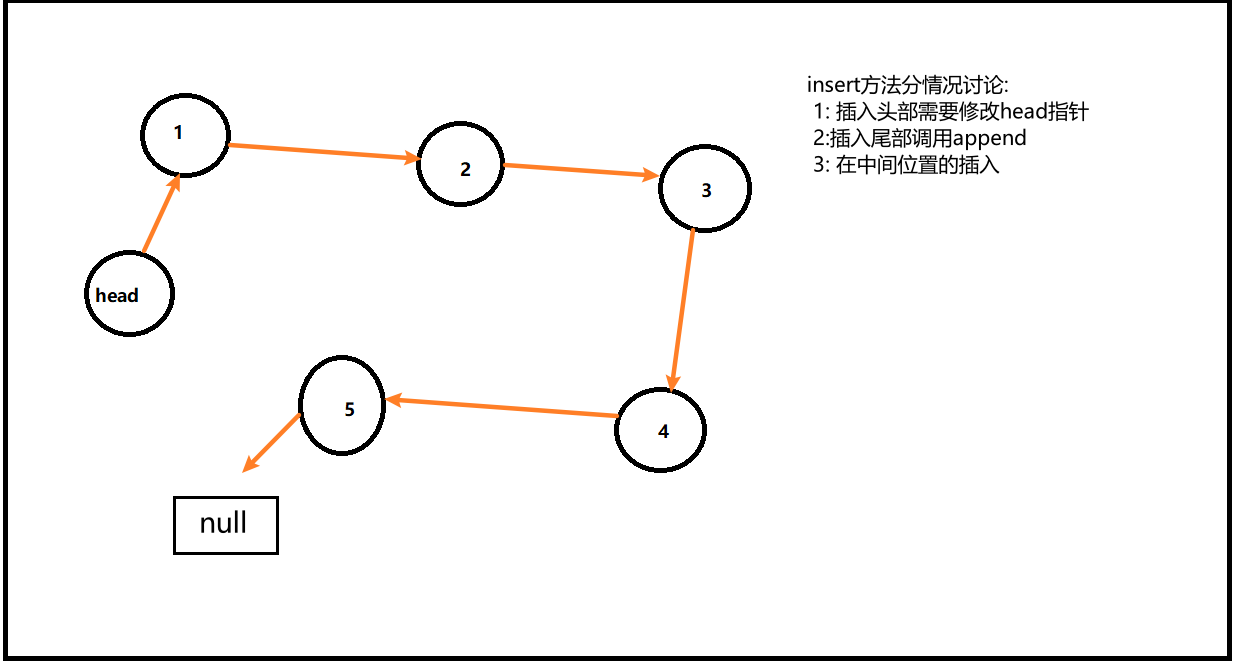 insert方法分情况讨论:
1: 插入头部需要修改head指针
2:插入尾部调用append
3: 在中间位置的插入
1
2
3
head
5
4
null